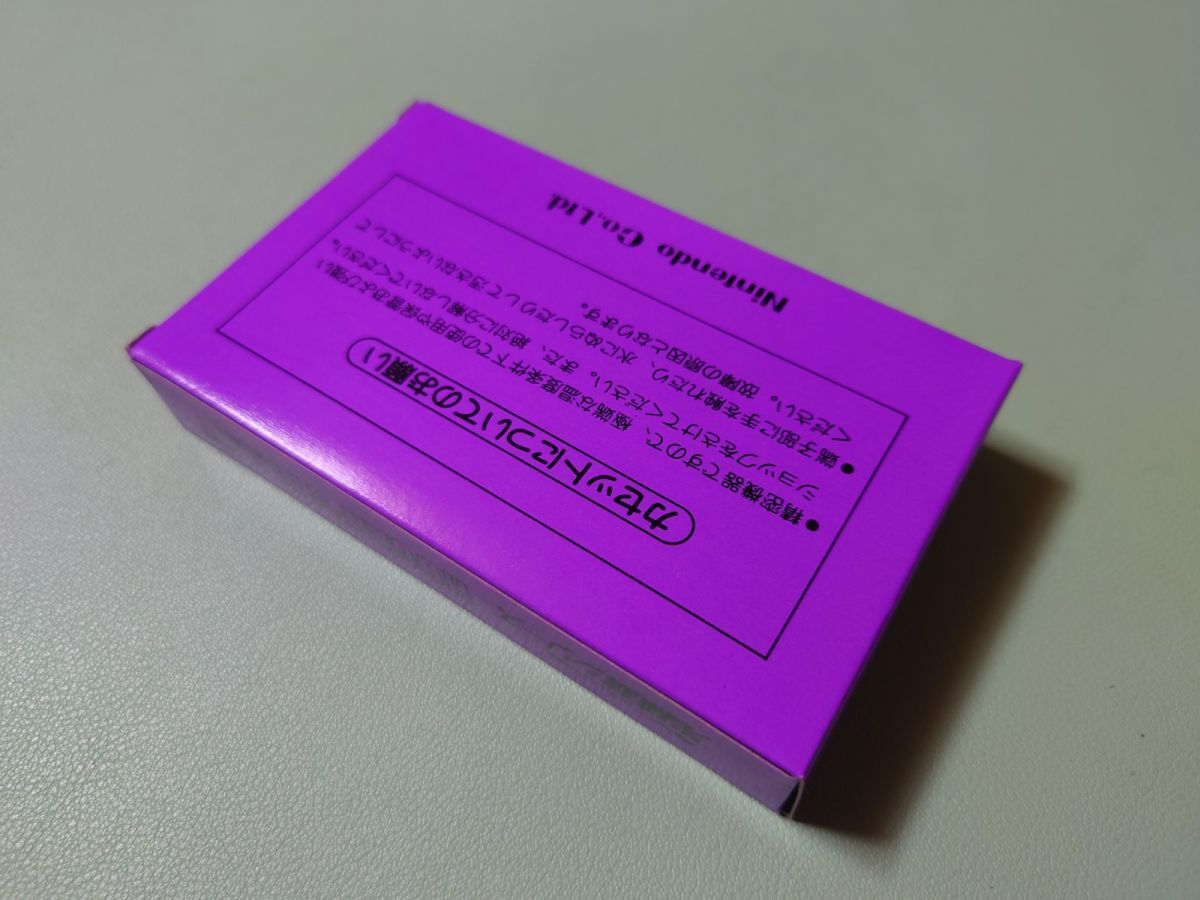 カセットについてのお願い
●精密機器ですので、極端な温度条件下での使用や保管および強い
ショックをさけてください。また、絶対に分解しないでください。
●端子部に手を触れたり、水にぬらしたりして汚さないようにして
ください。故障の原因となります。
Nintendo Co.,Ltd.